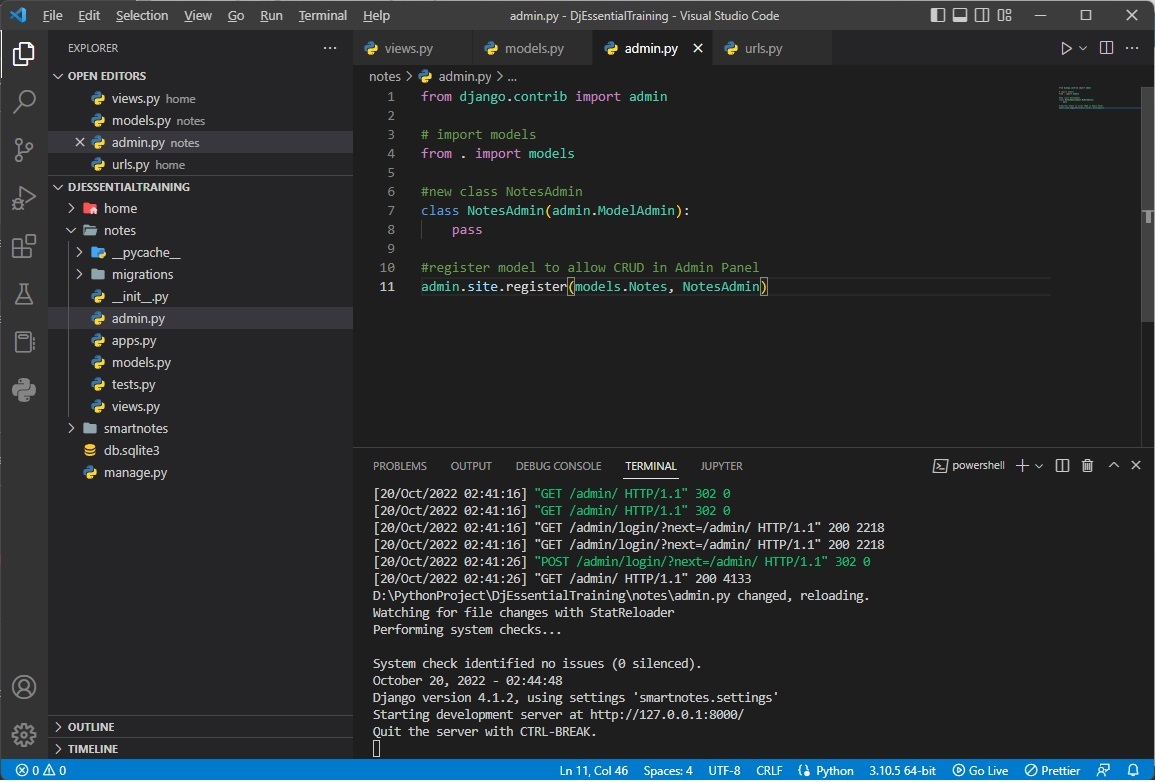 File Edit Selection View Go Run Terminal Help admin.py - DjEssentialTraining - Visual Studio Code
EXPLORER
OPEN EDITORS
views.py home
models.py notes
admin.py notes
urls.py home
DJESSENTIALTRAINING
home
notes
__pycache__
migrations
__init__.py
admin.py
apps.py
models.py
tests.py
views.py
smartnotes
db.sqlite3
manage.py
OUTLINE
TIMELINE
views.py models.py admin.py urls.py
notes > admin.py > ...
1 from django.contrib import admin
2
3 # import models
4 from . import models
5
6 #new class NotesAdmin
7 class NotesAdmin(admin.ModelAdmin):
8     pass
9
10 #register model to allow CRUD in Admin Panel
11 admin.site.register(models.Notes, NotesAdmin)
PROBLEMS OUTPUT DEBUG CONSOLE TERMINAL JUPYTER powershell
[20/Oct/2022 02:41:16] "GET /admin/ HTTP/1.1" 302 0
[20/Oct/2022 02:41:16] "GET /admin/ HTTP/1.1" 302 0
[20/Oct/2022 02:41:16] "GET /admin/login/?next=/admin/ HTTP/1.1" 200 2218
[20/Oct/2022 02:41:16] "GET /admin/login/?next=/admin/ HTTP/1.1" 200 2218
[20/Oct/2022 02:41:26] "POST /admin/login/?next=/admin/ HTTP/1.1" 302 0
[20/Oct/2022 02:41:26] "GET /admin/ HTTP/1.1" 200 4133
D:\PythonProject\DjEssentialTraining\notes\admin.py changed, reloading.
Watching for file changes with StatReloader
Performing system checks...

System check identified no issues (0 silenced).
October 20, 2022 - 02:44:48
Django version 4.1.2, using settings 'smartnotes.settings'
Starting development server at http://127.0.0.1:8000/
Quit the server with CTRL-BREAK.
0 0 Ln 11, Col 46 Spaces: 4 UTF-8 CRLF Python 3.10.5 64-bit Go Live Prettier